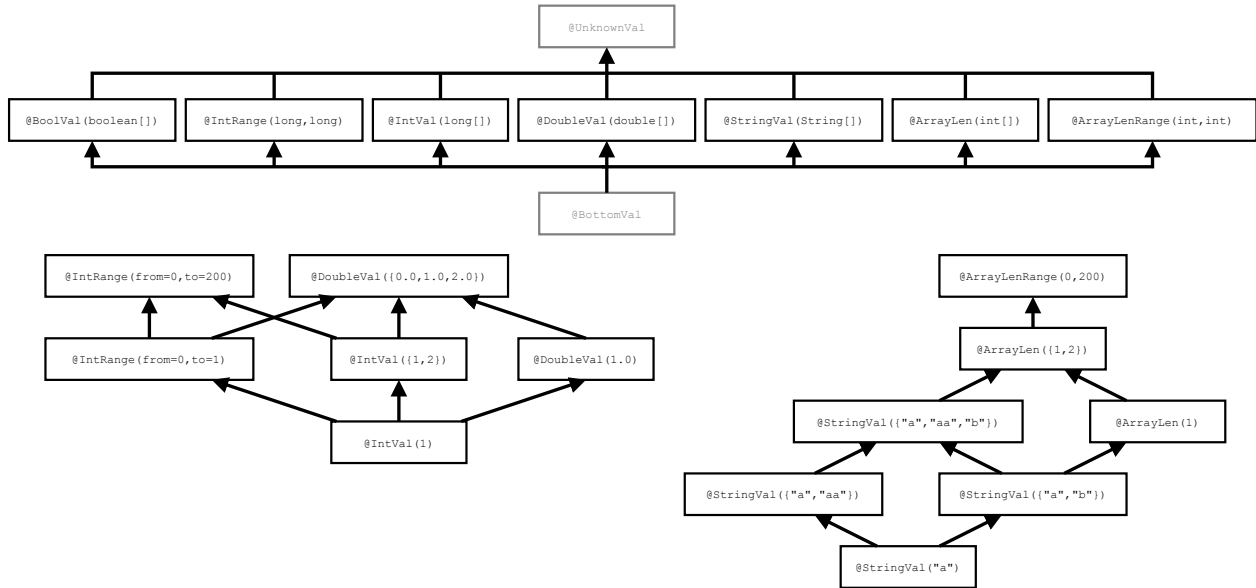 @UnknownVal
@BoolVal(boolean[])
@IntRange(long,long)
@IntVal(long[])
@DoubleVal(double[])
@StringVal(String[])
@ArrayLen(int[])
@ArrayLenRange(int,int)
@BottomVal
@IntRange(from=0,to=200)
@DoubleVal({0.0,1.0,2.0})
@ArrayLenRange(0,200)
@IntRange(from=0,to=1)
@IntVal({1,2})
@DoubleVal(1.0)
@ArrayLen({1,2})
@StringVal({"a","aa","b"})
@ArrayLen(1)
@IntVal(1)
@StringVal({"a","aa"})
@StringVal({"a","b"})
@StringVal("a")